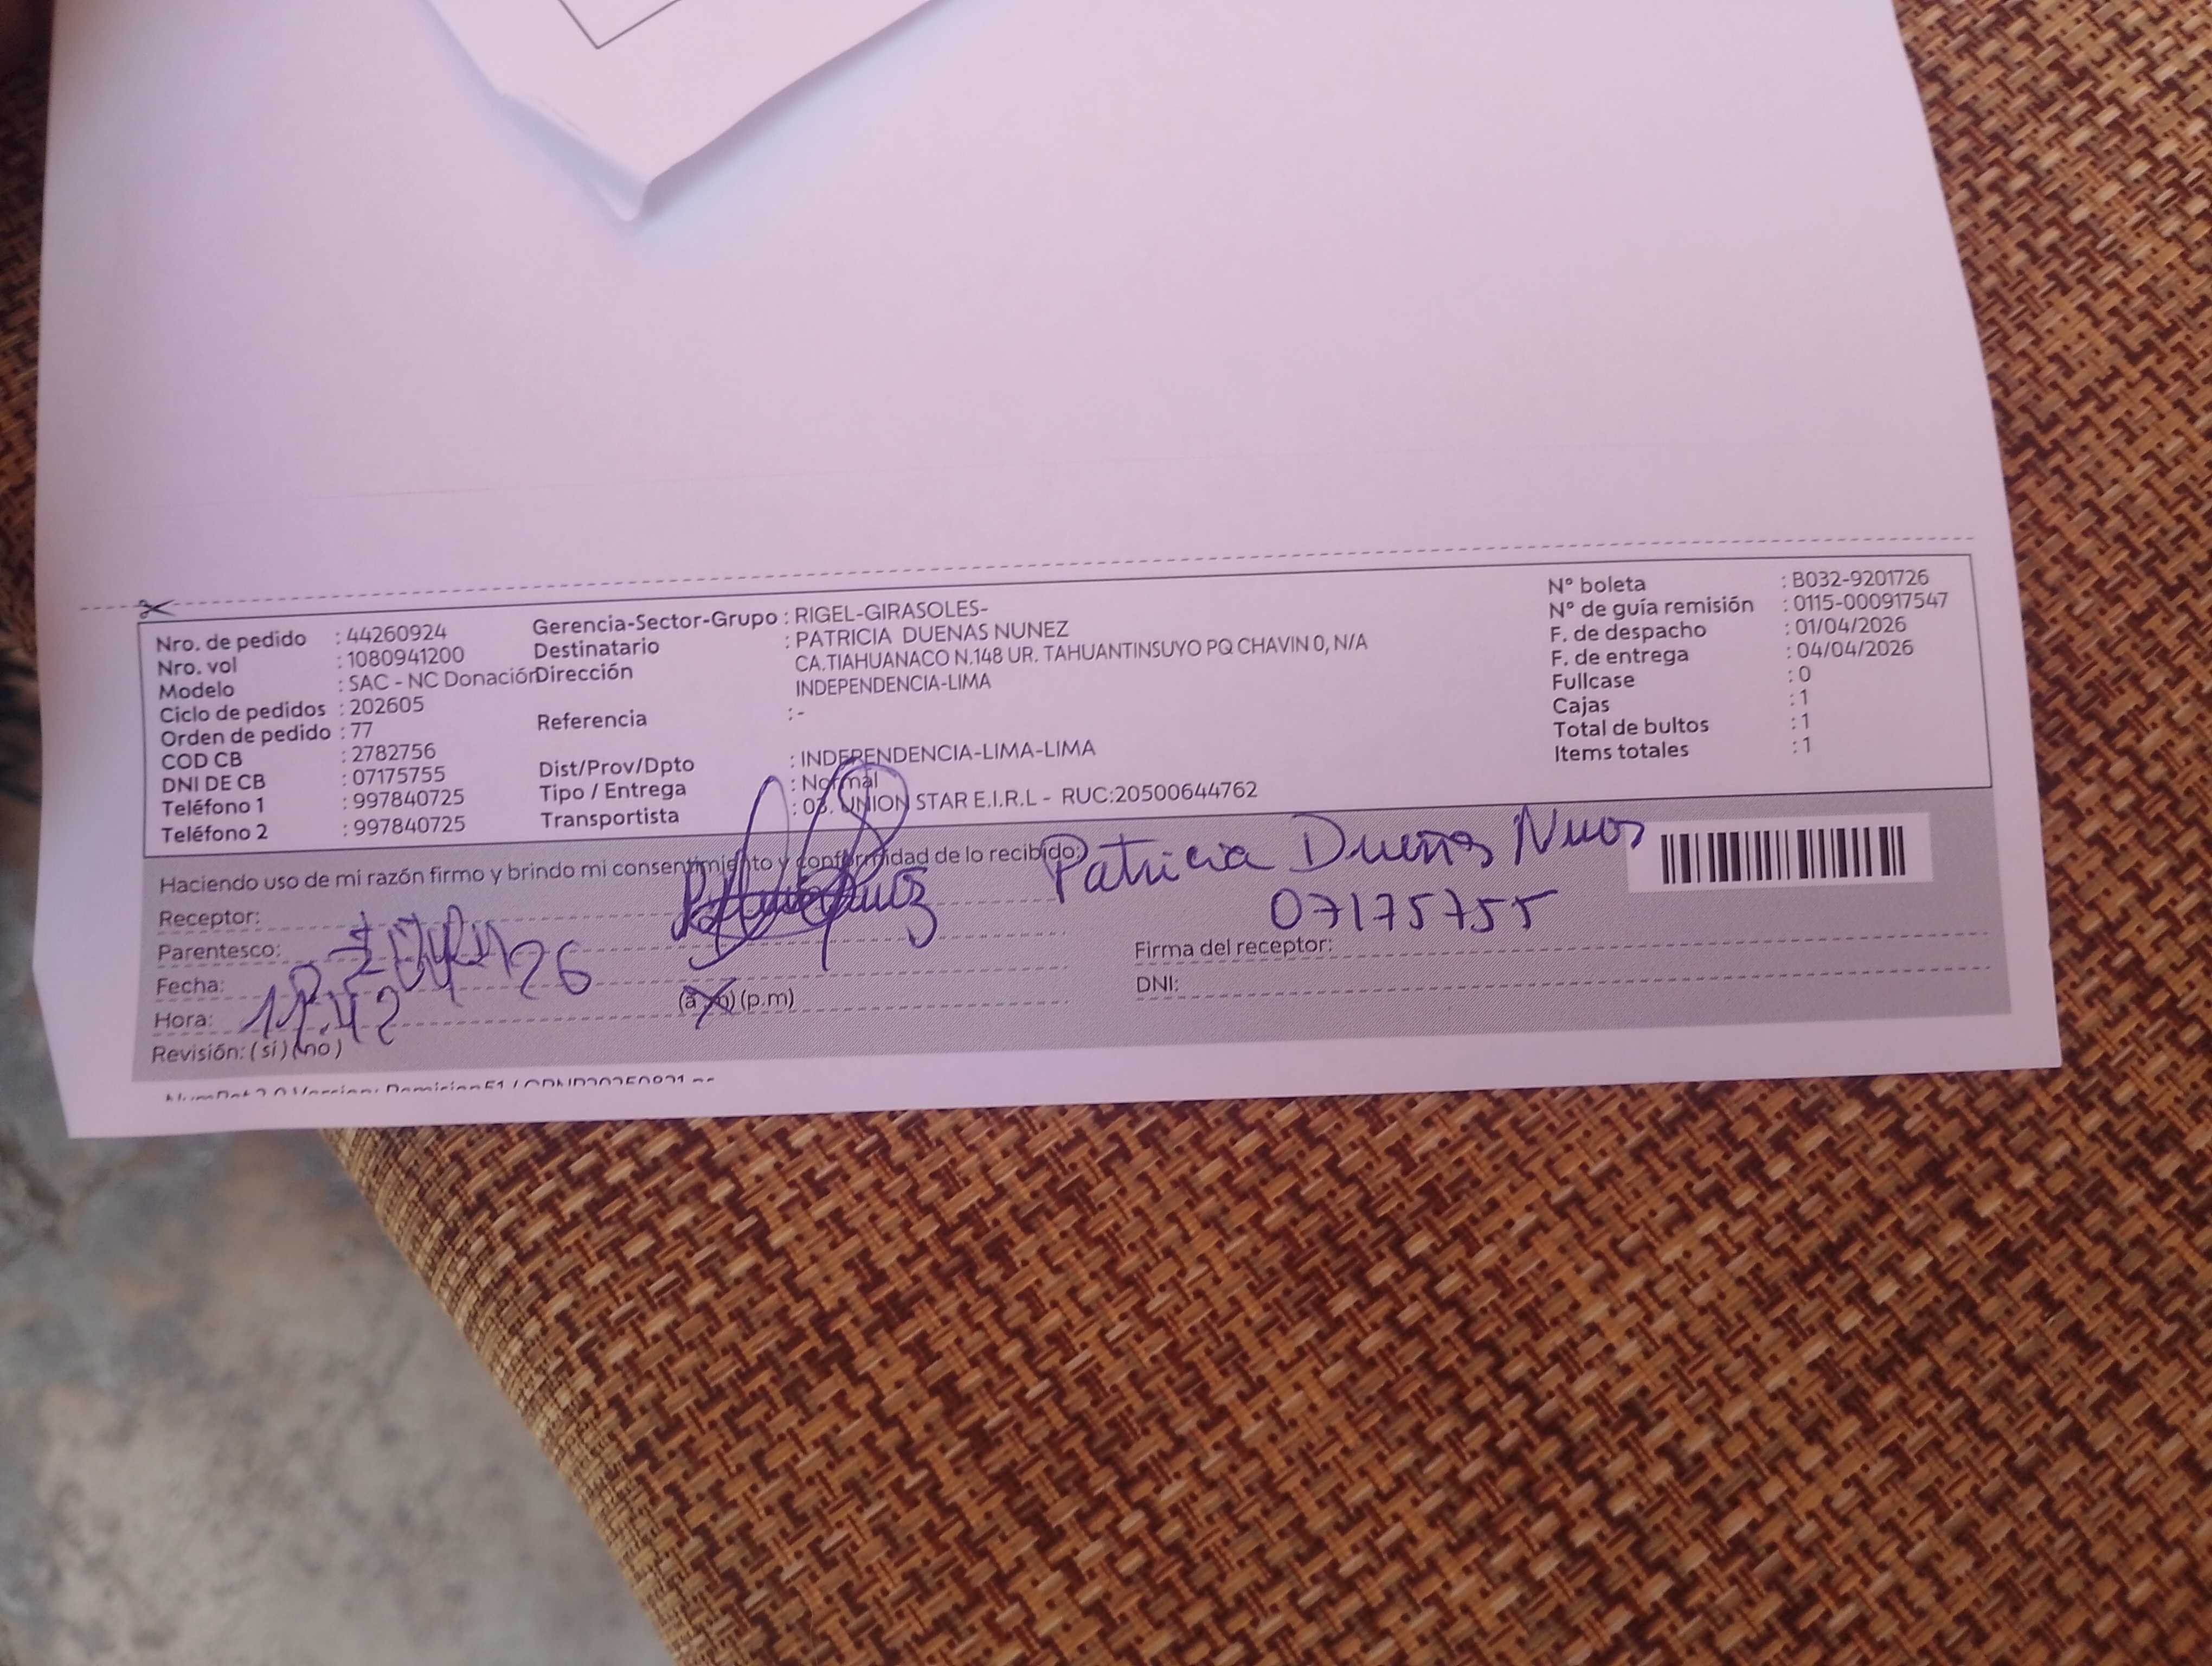 Nro. de pedido : 44260924
Nro. vol : 1080941200
Modelo : SAC - NC Donación
Ciclo de pedidos : 202605
Orden de pedido : 77
COD CB : 2782756
DNI DE CB : 07175755
Teléfono 1 : 997840725
Teléfono 2 : 997840725
Gerencia-Sector-Grupo : RIGEL-GIRASOLES-
Destinatario : PATRICIA DUENAS NUNEZ
Dirección CA.TIAHUANACO N.148 UR. TAHUANTINSUYO PQ CHAVIN 0, N/A
INDEPENDENCIA-LIMA
Referencia :-
Dist/Prov/Dpto : INDEPENDENCIA-LIMA-LIMA
Tipo / Entrega : Normal
Transportista : 03. UNION STAR E.I.R.L - RUC:20500644762
N° boleta : B032-9201726
N° de guía remisión : 0115-000917547
F. de despacho : 01/04/2026
F. de entrega : 04/04/2026
Fullcase : 0
Cajas : 1
Total de bultos : 1
Items totales : 1
Haciendo uso de mi razón firmo y brindo mi consentimiento y conformidad de lo recibido:
Patricia Dueñas
07175755
Receptor:
Parentesco:
Fecha: 26
Hora: (a.m) (p.m)
Revisión: (si) (no)
Firma del receptor:
DNI: